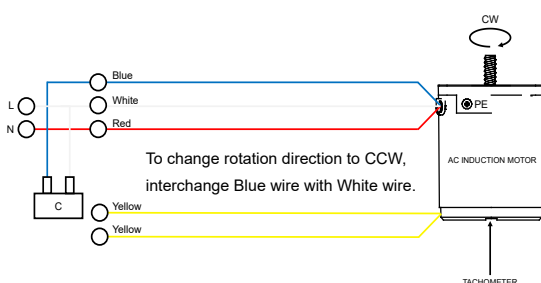 CW
Blue
L
White
PE
N
Red
To change rotation direction to CCW,
interchange Blue wire with White wire.
AC INDUCTION MOTOR
C
Yellow
Yellow
TACHOMETER